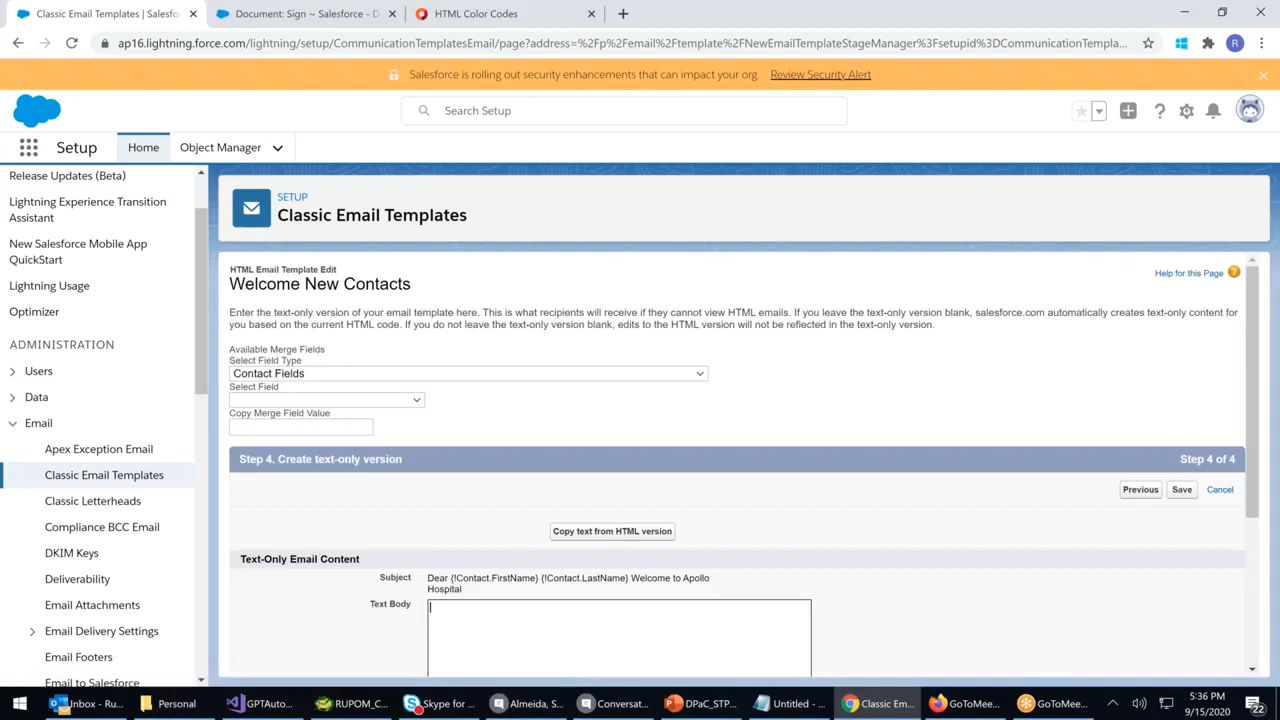 Classic Email Templates | Salesfo
Document: Sign ~ Salesforce - D
HTML Color Codes
ap16.lightning.force.com/lightning/setup/CommunicationTemplatesEmail/page?address=%2Fp%2Femail%2Ftemplate%2FNewEmailTemplateStageManager%3Fsetupid%3DCommunicationTempla...
R
Salesforce is rolling out security enhancements that can impact your org. Review Security Alert
Search Setup
Setup
Home
Object Manager
Release Updates (Beta)
Lightning Experience Transition
Assistant
New Salesforce Mobile App
QuickStart
Lightning Usage
Optimizer
ADMINISTRATION
Users
Data
Email
Apex Exception Email
Classic Email Templates
Classic Letterheads
Compliance BCC Email
DKIM Keys
Deliverability
Email Attachments
Email Delivery Settings
Email Footers
Email to Salesforce
SETUP
Classic Email Templates
HTML Email Template Edit
Welcome New Contacts
Help for this Page ?
Enter the text-only version of your email template here. This is what recipients will receive if they cannot view HTML emails. If you leave the text-only version blank, salesforce.com automatically creates text-only content for
you based on the current HTML code. If you do not leave the text-only version blank, edits to the HTML version will not be reflected in the text-only version.
Available Merge Fields
Select Field Type
Contact Fields
Select Field
Copy Merge Field Value
Step 4. Create text-only version Step 4 of 4
Previous Save Cancel
Copy text from HTML version
Text-Only Email Content
Subject Dear {!Contact.FirstName} {!Contact.LastName} Welcome to Apollo
Hospital
Text Body
Inbox - Ru...
Personal
GPTAuto...
RUPOM_C...
Skype for ...
Almeida, S...
Conversat...
DPaC_STP...
Untitled - ...
Classic Em...
GoToMee...
GoToMee...
5:36 PM
9/15/2020
22